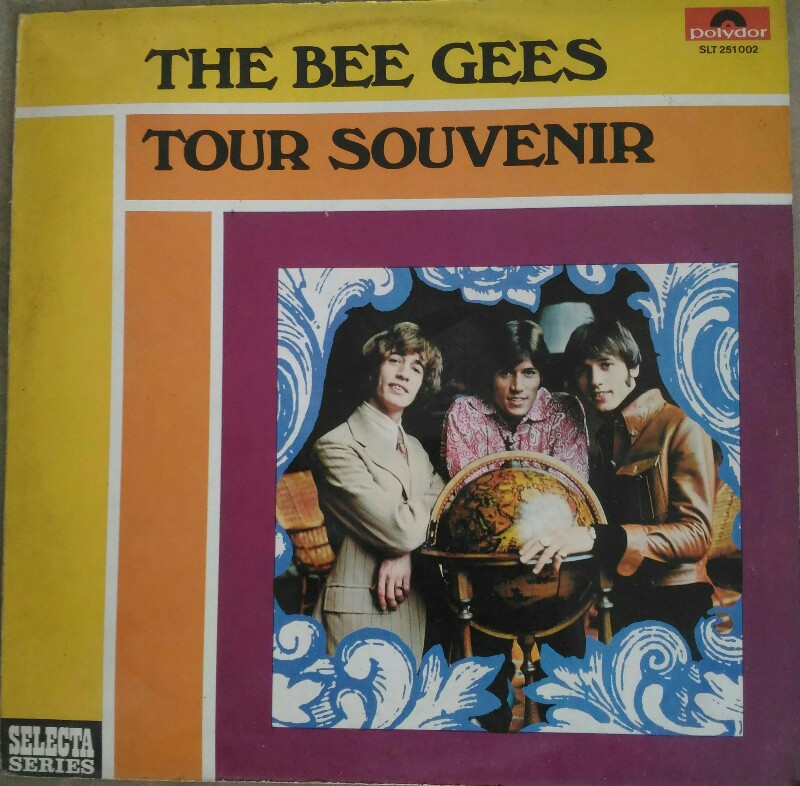 polydor
SLT 251002
THE BEE GEES
TOUR SOUVENIR
SELECTA
SERIES